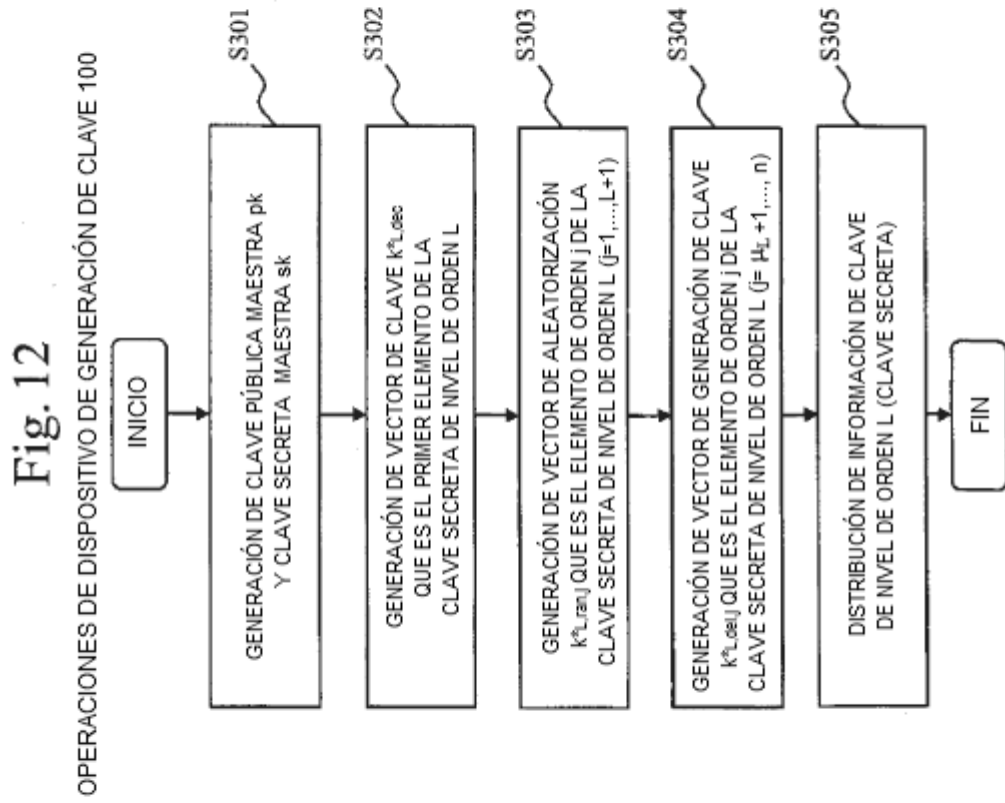 Fig. 12
OPERACIONES DE DISPOSITIVO DE GENERACIÓN DE CLAVE 100
INICIO
GENERACIÓN DE CLAVE PÚBLICA MAESTRA pk
Y CLAVE SECRETA MAESTRA sk
S301
GENERACIÓN DE VECTOR DE CLAVE k*L,dec
QUE ES EL PRIMER ELEMENTO DE LA
CLAVE SECRETA DE NIVEL DE ORDEN L
S302
GENERACIÓN DE VECTOR DE ALEATORIZACIÓN
k*L,ran,j QUE ES EL ELEMENTO DE ORDEN j DE LA
CLAVE SECRETA DE NIVEL DE ORDEN L (j=1,...,L+1)
S303
GENERACIÓN DE VECTOR DE GENERACIÓN DE CLAVE
k*L,del,j QUE ES EL ELEMENTO DE ORDEN j DE LA
CLAVE SECRETA DE NIVEL DE ORDEN L (j= μL +1,..., n)
S304
DISTRIBUCIÓN DE INFORMACIÓN DE CLAVE
DE NIVEL DE ORDEN L (CLAVE SECRETA)
S305
FIN